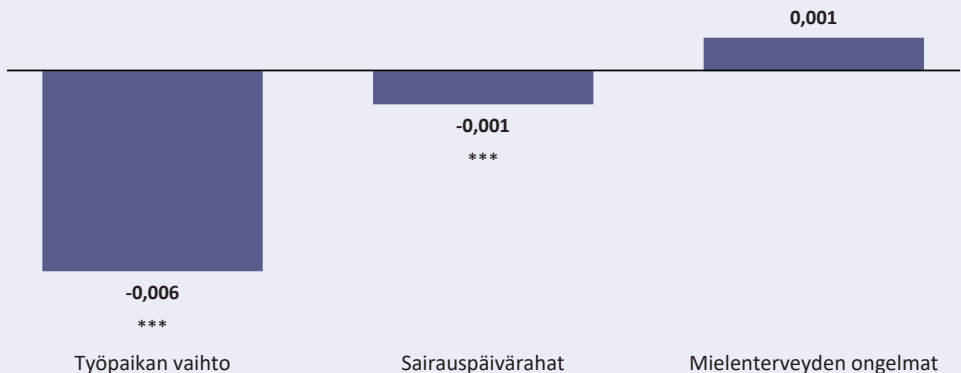 0,001
-0,001
***
-0,006
***
Työpaikan vaihto
Sairauspäivärahat
Mielenterveyden ongelmat